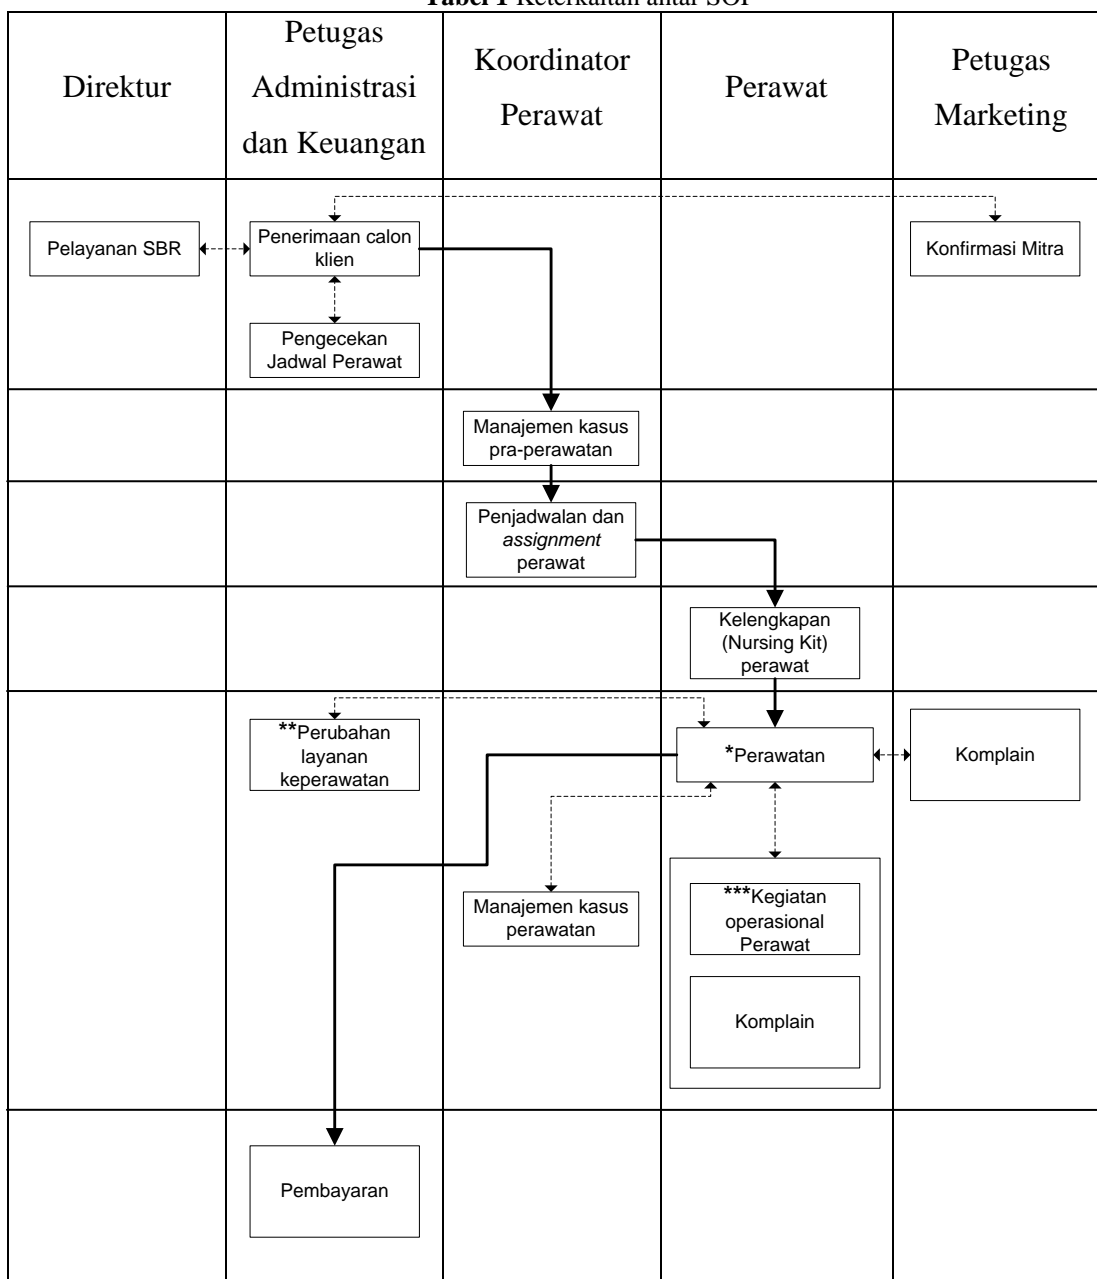 Tabel 1 Keterkaitan antar SOP
Direktur
Petugas
Administrasi
dan Keuangan
Koordinator
Perawat
Perawat
Petugas
Marketing
Pelayanan SBR
Penerimaan calon
klien
Konfirmasi Mitra
Pengecekan
Jadwal Perawat
Manajemen kasus
pra-perawatan
Penjadwalan dan
assignment
perawat
Kelengkapan
(Nursing Kit)
perawat
**Perubahan
layanan
keperawatan
*Perawatan
Komplain
Manajemen kasus
perawatan
***Kegiatan
operasional
Perawat
Komplain
Pembayaran